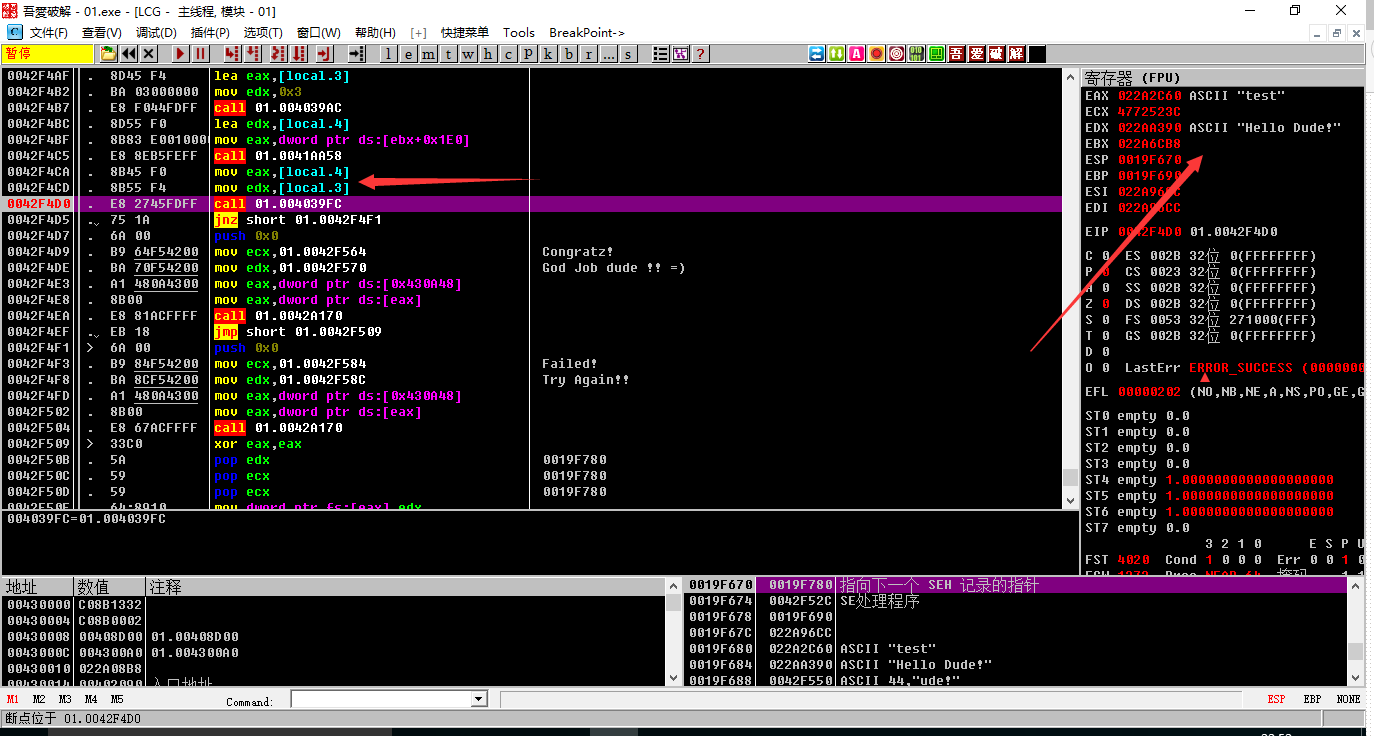 吾愛破解 - 01.exe - [LCG - 主线程, 模块 - 01]
文件(F) 查看(V) 调试(D) 插件(P) 选项(T) 窗口(W) 帮助(H) [+] 快捷菜单 Tools BreakPoint->
暂停 l e m t w h c p k b r ... s ? 吾 爱 破 解
0042F4AF . 8D45 F4 lea eax,[local.3]
0042F4B2 . BA 03000000 mov edx,0x3
0042F4B7 . E8 F044FDFF call 01.004039AC
0042F4BC . 8D55 F0 lea edx,[local.4]
0042F4BF . 8B83 E0010000 mov eax,dword ptr ds:[ebx+0x1E0]
0042F4C5 . E8 8EB5FEFF call 01.0041AA58
0042F4CA . 8B45 F0 mov eax,[local.4]
0042F4CD . 8B55 F4 mov edx,[local.3]
0042F4D0 . E8 2745FDFF call 01.004039FC
0042F4D5 . 75 1A jnz short 01.0042F4F1
0042F4D7 . 6A 00 push 0x0
0042F4D9 . B9 64F54200 mov ecx,01.0042F564 Congratz!
0042F4DE . BA 70F54200 mov edx,01.0042F570 God Job dude !! =)
0042F4E3 . A1 480A4300 mov eax,dword ptr ds:[0x430A48]
0042F4E8 . 8B00 mov eax,dword ptr ds:[eax]
0042F4EA . E8 81ACFFFF call 01.0042A170
0042F4EF . EB 18 jmp short 01.0042F509
0042F4F1 > 6A 00 push 0x0
0042F4F3 . B9 84F54200 mov ecx,01.0042F584 Failed!
0042F4F8 . BA 8CF54200 mov edx,01.0042F58C Try Again!!
0042F4FD . A1 480A4300 mov eax,dword ptr ds:[0x430A48]
0042F502 . 8B00 mov eax,dword ptr ds:[eax]
0042F504 . E8 67ACFFFF call 01.0042A170
0042F509 > 33C0 xor eax,eax
0042F50B . 5A pop edx 0019F780
0042F50C . 59 pop ecx 0019F780
0042F50D . 59 pop ecx 0019F780
0042F50E . 64:8910 mov dword ptr fs:[eax],edx
004039FC=01.004039FC
寄存器 (FPU)
EAX 022A2C60 ASCII "test"
ECX 4772523C
EDX 022AA390 ASCII "Hello Dude!"
EBX 022A6CB8
ESP 0019F670
EBP 0019F690
ESI
EDI
EIP 0042F4D0 01.0042F4D0
C 0 ES 002B 32位 0(FFFFFFFF)
P 0 CS 0023 32位 0(FFFFFFFF)
A 0 SS 002B 32位 0(FFFFFFFF)
Z 0 DS 002B 32位 0(FFFFFFFF)
S 0 FS 0053 32位 271000(FFF)
T 0 GS 002B 32位 0(FFFFFFFF)
D 0
O 0 LastErr ERROR_SUCCESS (0000000
EFL 00000202 (NO,NB,NE,A,NS,PO,GE,G
ST0 empty 0.0
ST1 empty 0.0
ST2 empty 0.0
ST3 empty 0.0
ST4 empty 1.0000000000000000000
ST5 empty 1.0000000000000000000
ST6 empty 1.0000000000000000000
ST7 empty 0.0
3 2 1 0 E S P U
FST 4020 Cond 1 0 0 0 Err 0 0 1 0
地址 数值 注释
00430000 C08B1332
00430004 C08B0002
00430008 00408D00 01.00408D00
0043000C 004300A0 01.004300A0
00430010 022A08B8
00430014 00402090 入口地址
0019F670 0019F780 指向下一个 SEH 记录的指针
0019F674 0042F52C SE处理程序
0019F678 0019F690
0019F67C 022A96CC
0019F680 022A2C60 ASCII "test"
0019F684 022AA390 ASCII "Hello Dude!"
0019F688 0042F550 ASCII 44,"ude!"
M1 M2 M3 M4 M5 Command: ESP EBP NONE
断点位于 01.0042F4D0